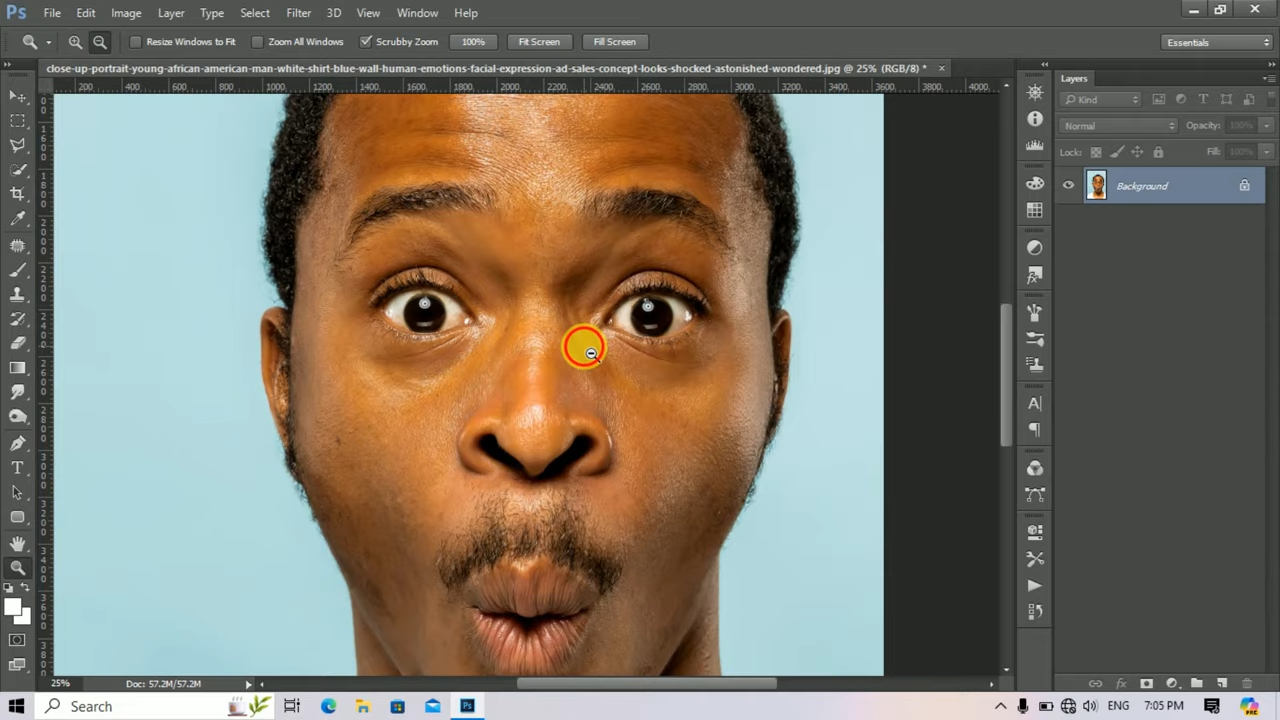 Ps File Edit Image Layer Type Select Filter 3D View Window Help
Resize Windows to Fit Zoom All Windows Scrubby Zoom 100% Fit Screen Fill Screen Essentials
close-up-portrait-young-african-american-man-white-shirt-blue-wall-human-emotions-facial-expression-ad-sales-concept-looks-shocked-astonished-wondered.jpg @ 25% (RGB/8) *
Layers
200 400 600 800 1000 1200 1400 1600 1800 2000 2200 2400 2600 2800 3000 3200 3400 3600 3800 4000
Kind
Normal Opacity: 100%
Lock: Fill: 100%
Background
25% Doc: 57.2M/57.2M
Search Ps ENG 7:05 PM